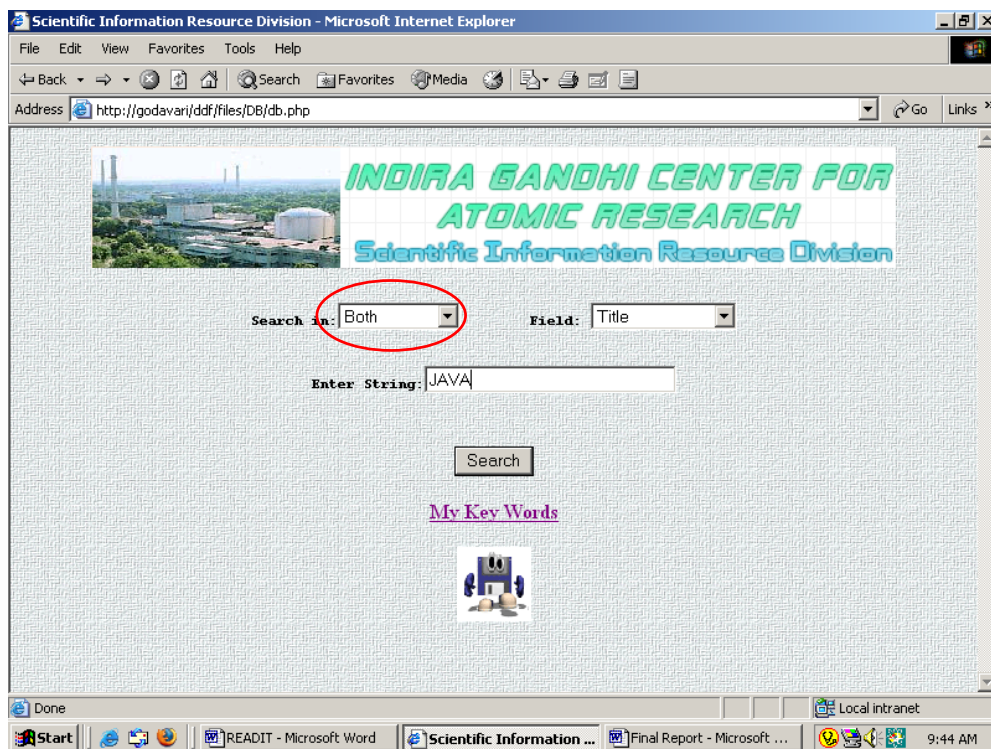 Scientific Information Resource Division - Microsoft Internet Explorer
File Edit View Favorites Tools Help
Back Search Favorites Media
Address http://godavari/ddf/files/DB/db.php Go Links »
INDIRA GANDHI CENTER FOR
ATOMIC RESEARCH
Scientific Information Resource Division
Search in: Both Field: Title
Enter String: JAVA
Search
My Key Words
Done Local intranet
Start READIT - Microsoft Word Scientific Information ... Final Report - Microsoft ... 9:44 AM